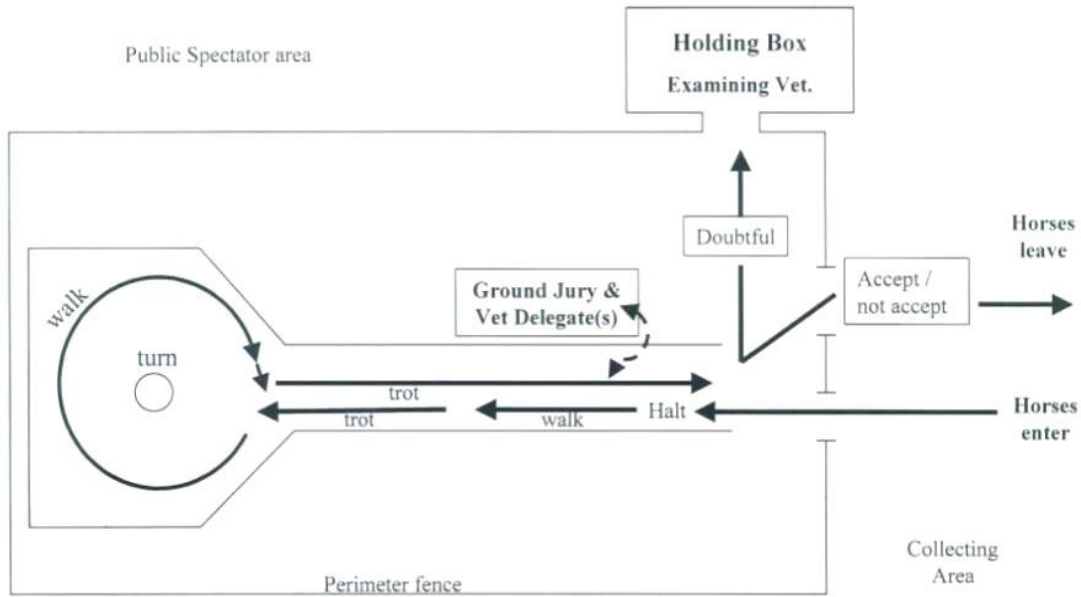 Public Spectator area
Holding Box
Examining Vet.
Doubtful
Horses
leave
Accept /
not accept
Ground Jury &
Vet Delegate(s)
walk
turn
trot
trot
walk
Halt
Horses
enter
Collecting
Area
Perimeter fence